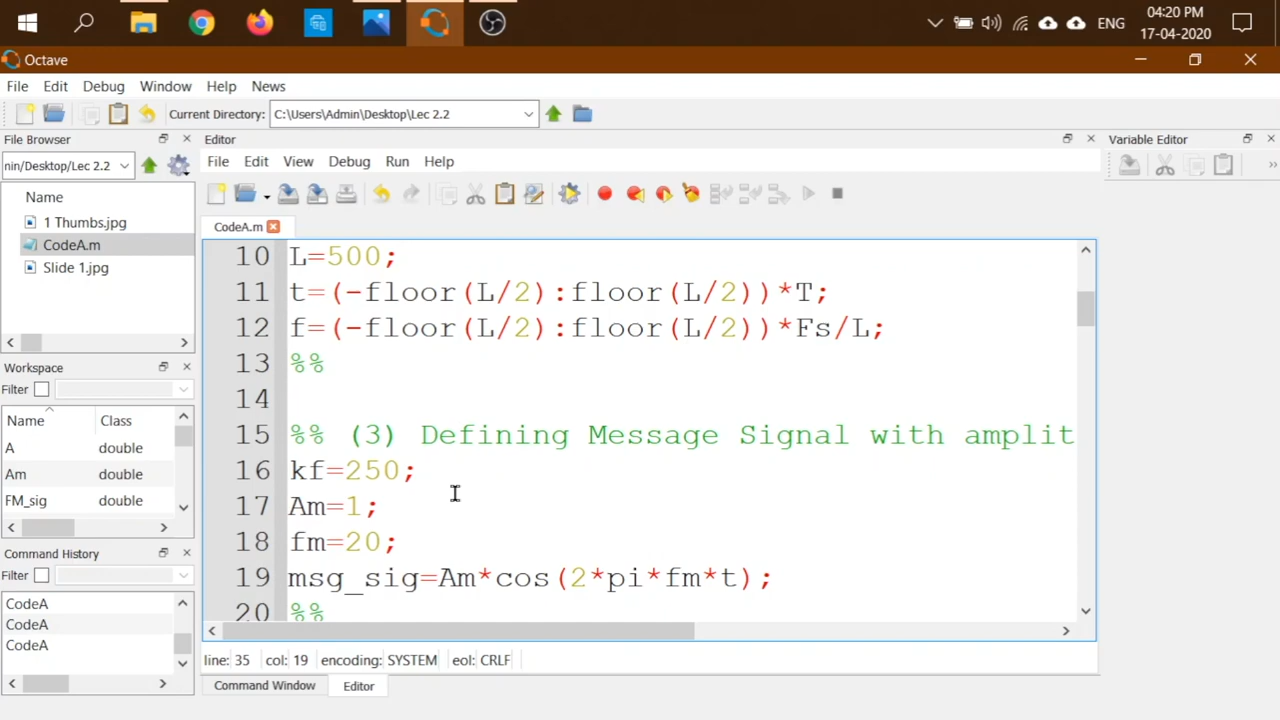 04:20 PM
ENG
17-04-2020
Octave
File Edit Debug Window Help News
Current Directory: C:\Users\Admin\Desktop\Lec 2.2
File Browser
Editor
Variable Editor
nin/Desktop/Lec 2.2
File Edit View Debug Run Help
Name
1 Thumbs.jpg
CodeA.m
Slide 1.jpg
CodeA.m
10 L=500;
11 t=(-floor(L/2):floor(L/2))*T;
12 f=(-floor(L/2):floor(L/2))*Fs/L;
13 %%
14
15 %% (3) Defining Message Signal with amplit
16 kf=250;
17 Am=1;
18 fm=20;
19 msg_sig=Am*cos(2*pi*fm*t);
20 %%
Workspace
Filter
Name Class
A double
Am double
FM_sig double
Command History
Filter
CodeA
CodeA
CodeA
line: 35 col: 19 encoding: SYSTEM eol: CRLF
Command Window Editor